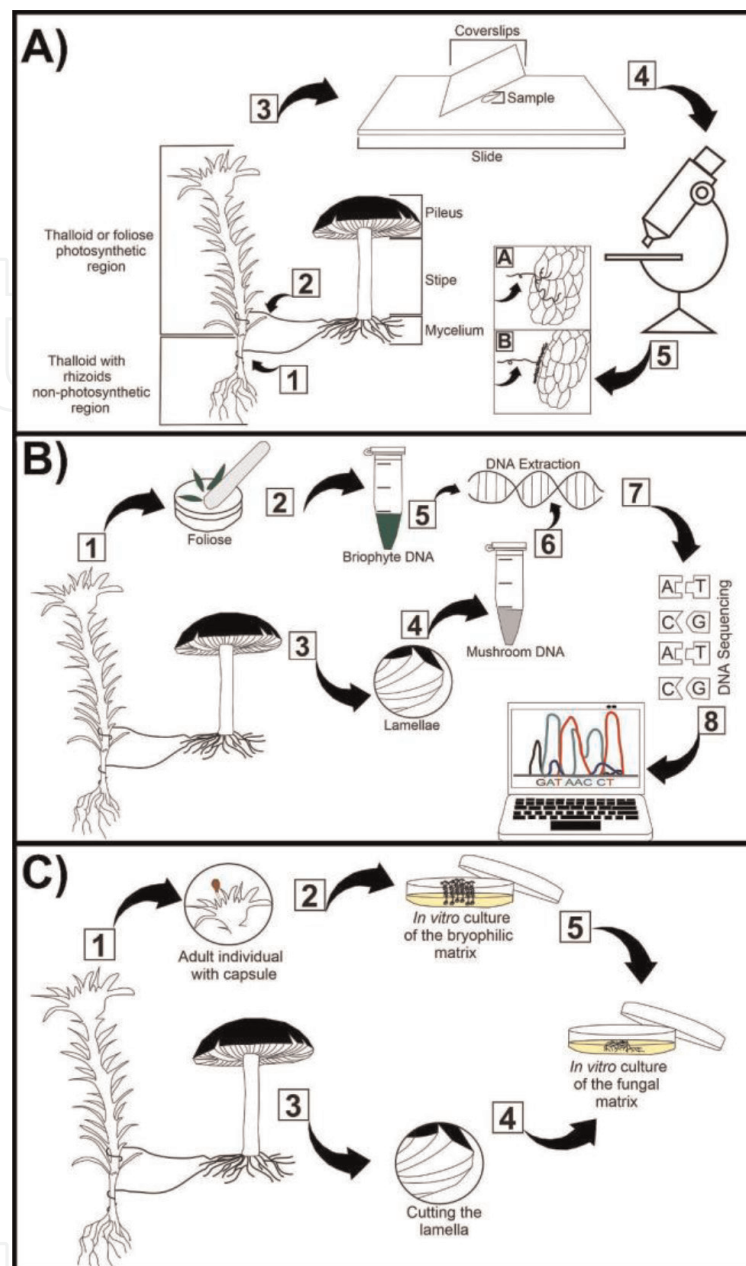 A)
Coverslips
3
4
Sample
Slide
Thalloid or foliose
photosynthetic
region
Pileus
2
Stipe
A
Mycelium
B
Thalloid with
rhizoids
non-photosynthetic
region
1
5
B)
1
Foliose
2
Briophyte DNA
5
DNA Extraction
6
7
3
4
Lamellae
Mushroom DNA
A T
C G
A T
C G
DNA Sequencing
8
GAT AAC CT
C)
1
Adult individual
with capsule
2
In vitro culture
of the bryophilic
matrix
5
In vitro culture
of the fungal
matrix
3
4
Cutting the
lamella